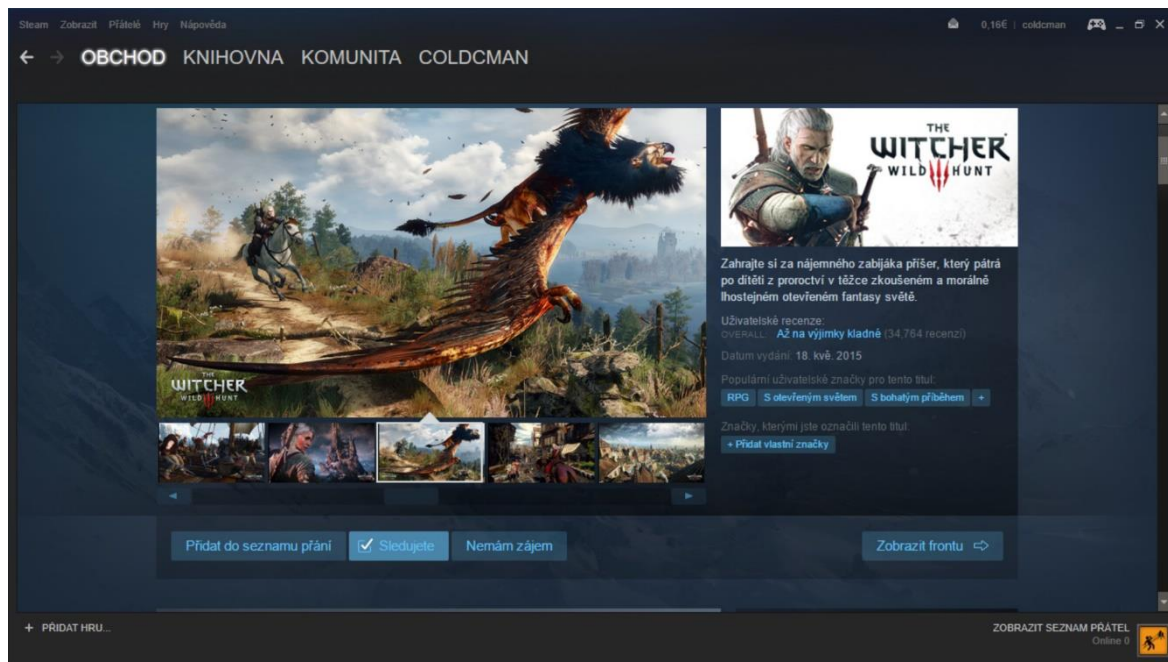 Steam Zobrazit Přátelé Hry Nápověda
0,16€ | coldcman
OBCHOD KNIHOVNA KOMUNITA COLDCMAN
THE
WITCHER
WILD HUNT
THE
WITCHER
WILD HUNT
Zahrajte si za nájemného zabijáka příšer, který pátrá
po dítěti z proroctví v těžce zkoušeném a morálně
lhostejném otevřeném fantasy světě.
Uživatelské recenze:
OVERALL: Až na výjimky kladné (34,764 recenzí)
Datum vydání: 18. kvě. 2015
Populární uživatelské značky pro tento titul:
RPG S otevřeným světem S bohatým příběhem +
Značky, kterými jste označili tento titul:
+ Přidat vlastní značky
Přidat do seznamu přání Sledujete Nemám zájem Zobrazit frontu
+ PŘIDAT HRU...
ZOBRAZIT SEZNAM PŘÁTEL
Online 0